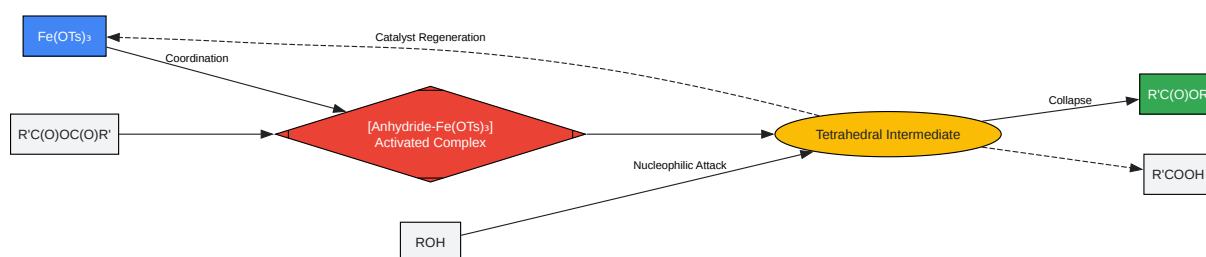 Fe(OTs)₃
Catalyst Regeneration
Coordination
R'C(O)OR
Collapse
R'C(O)OC(O)R'
[Anhydride-Fe(OTs)₃]
Activated Complex
Tetrahedral Intermediate
Nucleophilic Attack
R'COOH
ROH